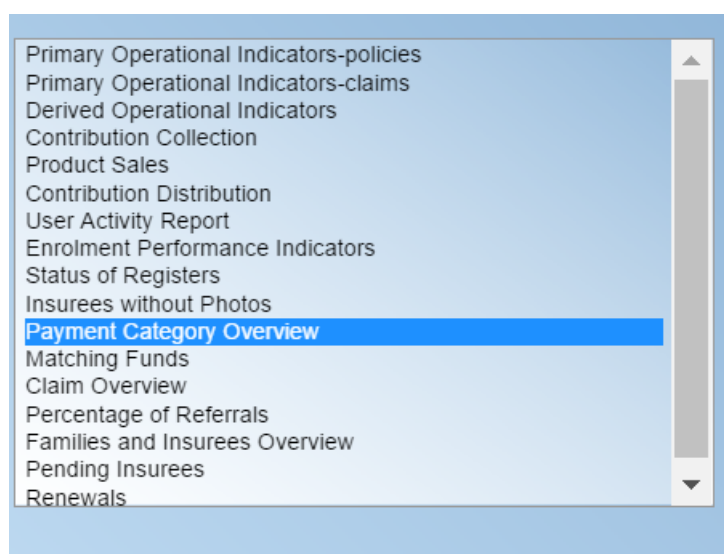 Primary Operational Indicators-policies
Primary Operational Indicators-claims
Derived Operational Indicators
Contribution Collection
Product Sales
Contribution Distribution
User Activity Report
Enrolment Performance Indicators
Status of Registers
Insurees without Photos
Payment Category Overview
Matching Funds
Claim Overview
Percentage of Referrals
Families and Insurees Overview
Pending Insurees
Renewals